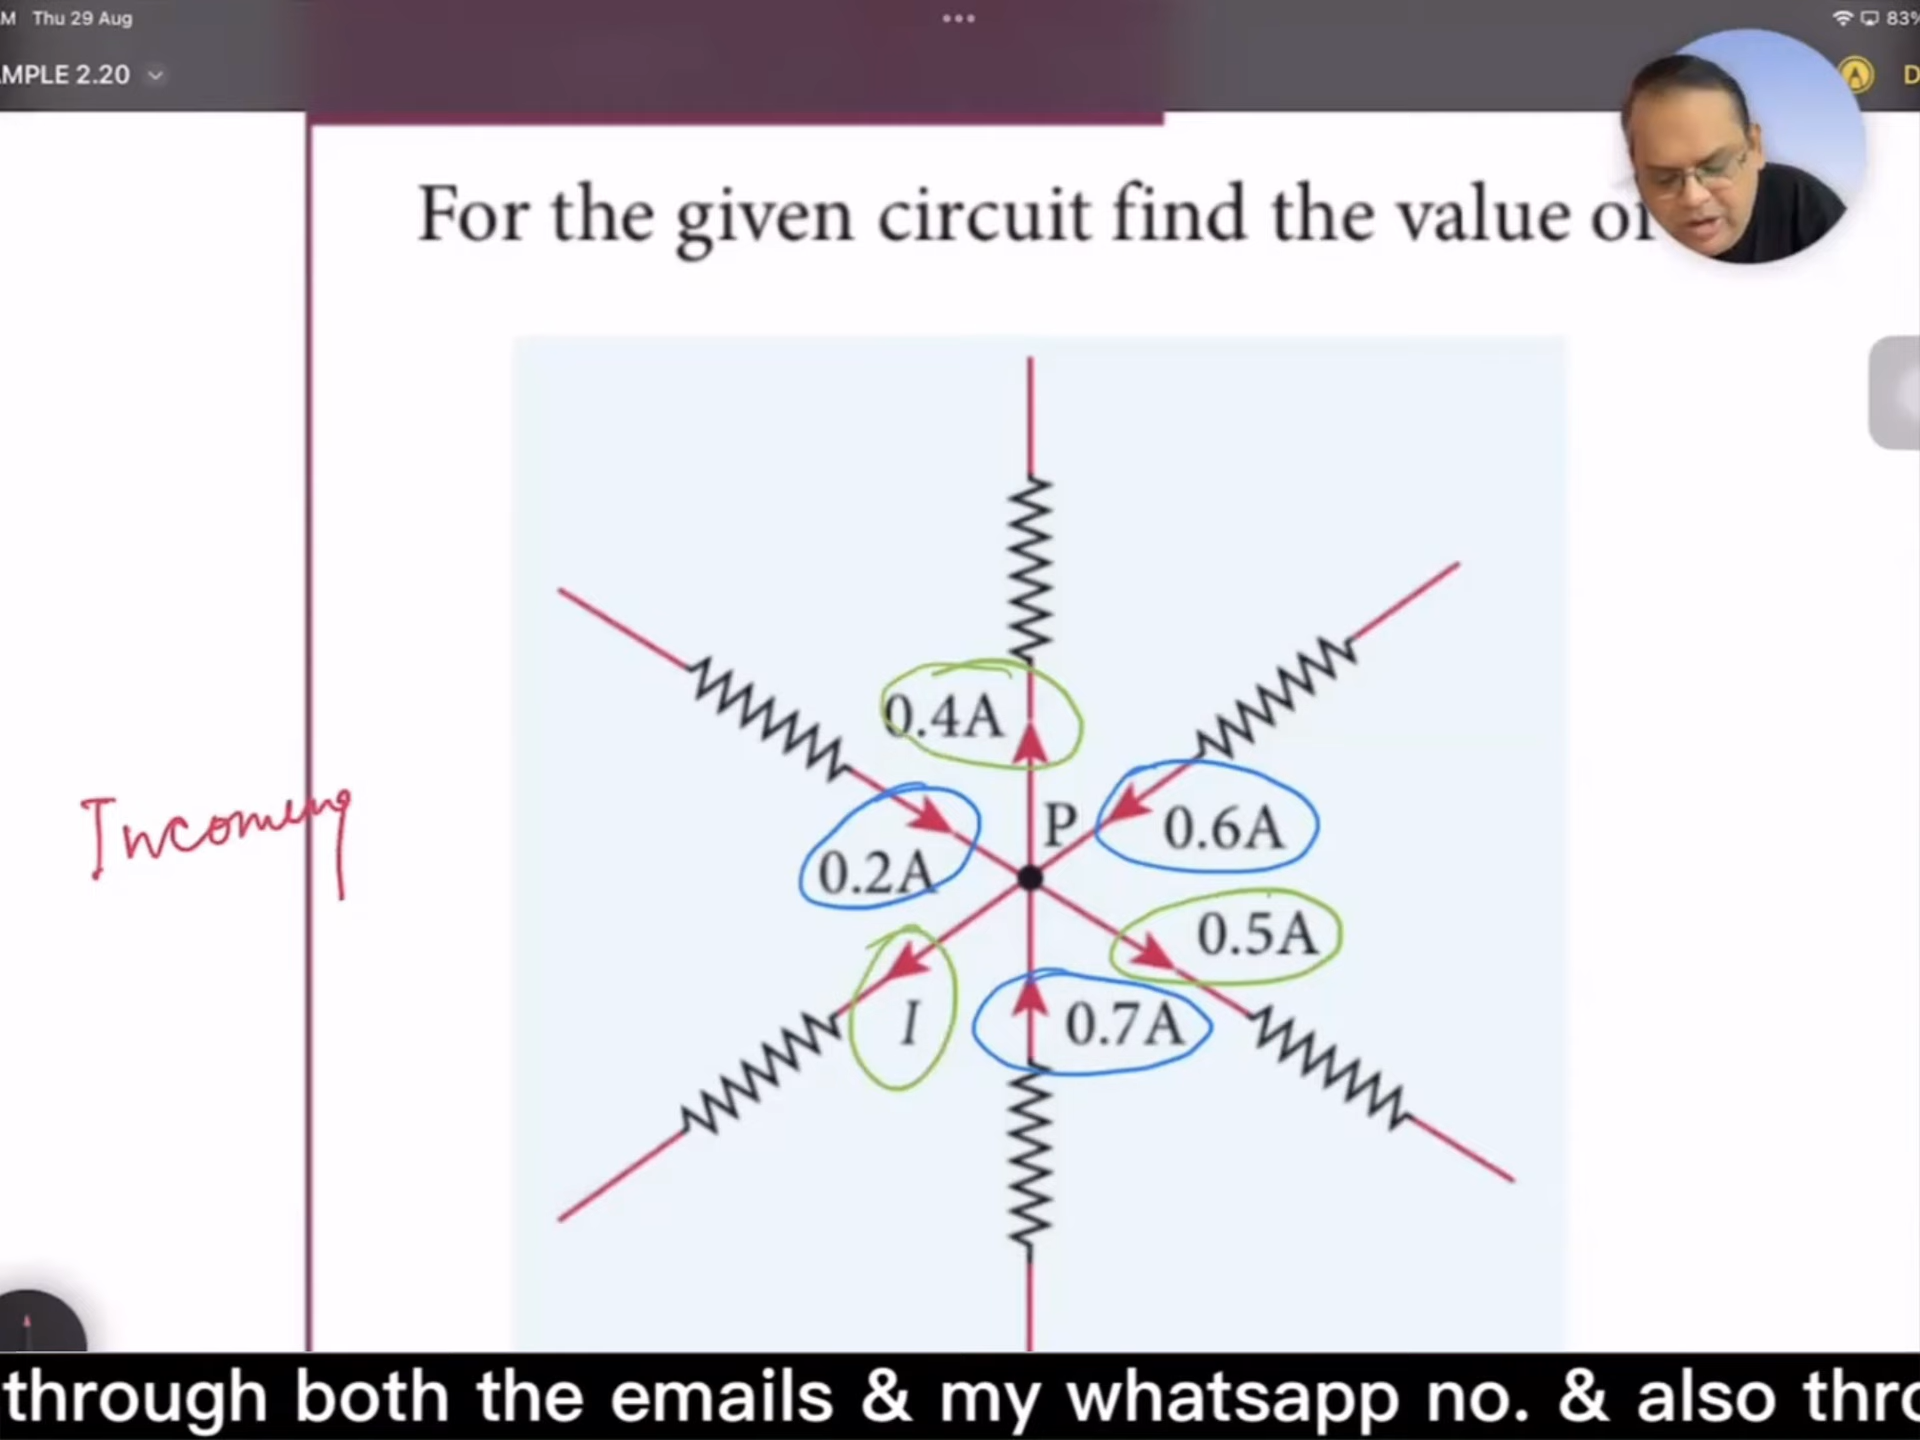 M Thu 29 Aug
83%
AMPLE 2.20
D
For the given circuit find the value of
0.4A
P
0.6A
Incoming
0.2A
0.5A
I
0.7A
through both the emails & my whatsapp no. & also thro